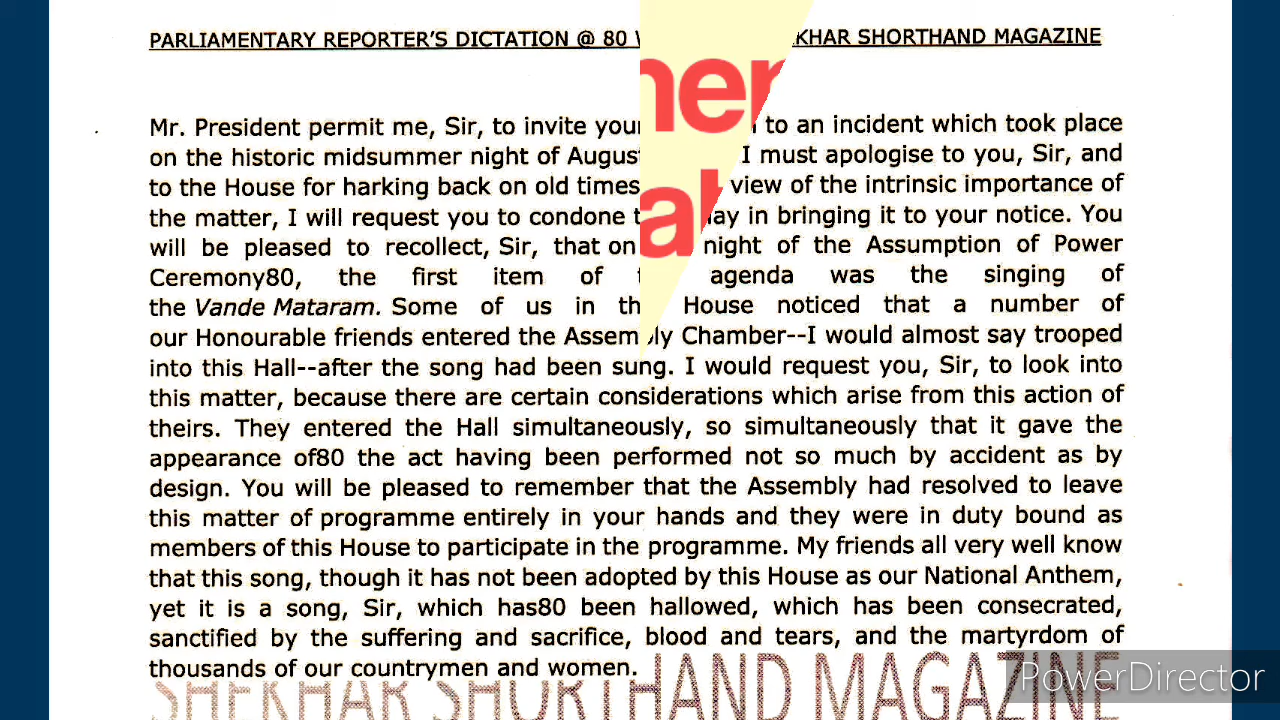 PARLIAMENTARY REPORTER'S DICTATION @ 80 KHAR SHORTHAND MAGAZINE
Mr. President permit me, Sir, to invite your to an incident which took place
on the historic midsummer night of August I must apologise to you, Sir, and
to the House for harking back on old times view of the intrinsic importance of
the matter, I will request you to condone in bringing it to your notice. You
will be pleased to recollect, Sir, that on night of the Assumption of Power
Ceremony80, the first item of agenda was the singing of
the Vande Mataram. Some of us in House noticed that a number of
our Honourable friends entered the Assembly Chamber--I would almost say trooped
into this Hall--after the song had been sung. I would request you, Sir, to look into
this matter, because there are certain considerations which arise from this action of
theirs. They entered the Hall simultaneously, so simultaneously that it gave the
appearance of80 the act having been performed not so much by accident as by
design. You will be pleased to remember that the Assembly had resolved to leave
this matter of programme entirely in your hands and they were in duty bound as
members of this House to participate in the programme. My friends all very well know
that this song, though it has not been adopted by this House as our National Anthem,
yet it is a song, Sir, which has80 been hallowed, which has been consecrated,
sanctified by the suffering and sacrifice, blood and tears, and the martyrdom of
thousands of our countrymen and women.
SHEKHAR SHORTHAND MAGAZINE
PowerDirector